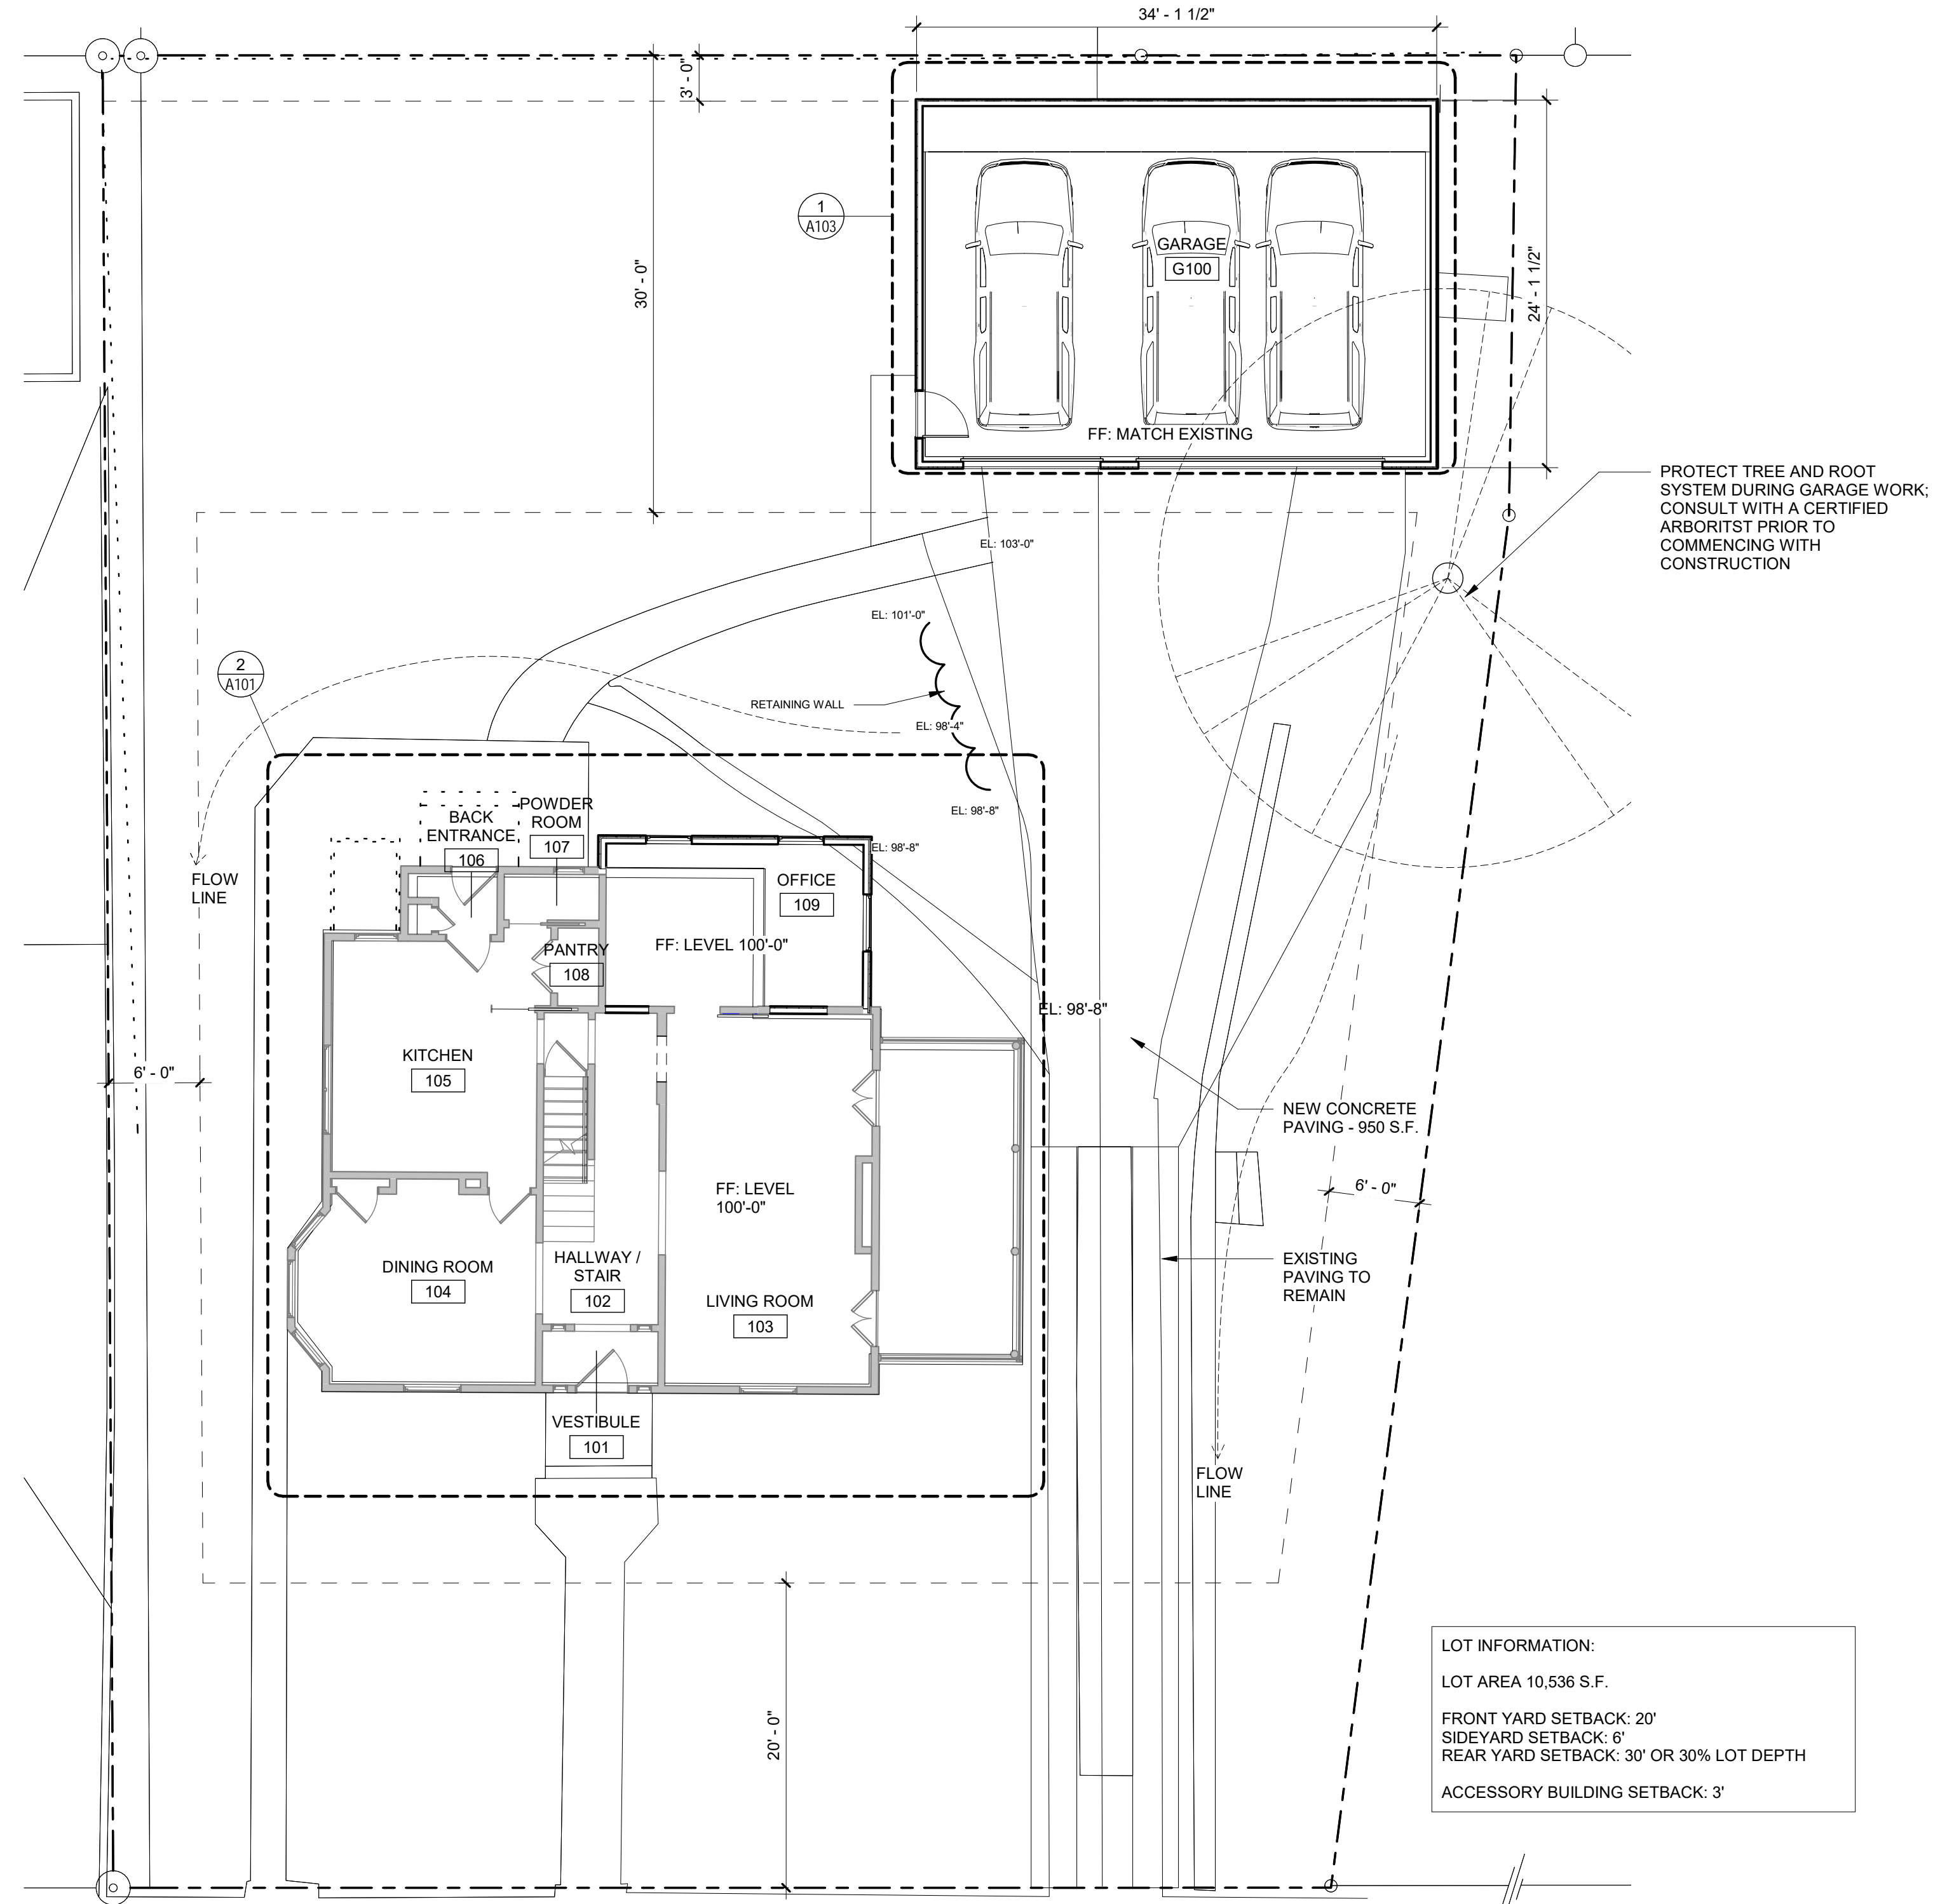 34' - 1 1/2"
3' - 0"
1
A103
GARAGE
G100
30' - 0"
24' - 1 1/2"
FF: MATCH EXISTING
PROTECT TREE AND ROOT
SYSTEM DURING GARAGE WORK;
CONSULT WITH A CERTIFIED
ARBORITST PRIOR TO
COMMENCING WITH
CONSTRUCTION
EL: 103'-0"
EL: 101'-0"
2
A101
RETAINING WALL
EL: 98'-4"
EL: 98'-8"
POWDER
ROOM
107
BACK
ENTRANCE
106
EL: 98'-8"
FLOW
LINE
OFFICE
109
PANTRY
108
FF: LEVEL 100'-0"
EL: 98'-8"
KITCHEN
105
6' - 0"
NEW CONCRETE
PAVING - 950 S.F.
FF: LEVEL
100'-0"
6' - 0"
DINING ROOM
104
HALLWAY /
STAIR
102
LIVING ROOM
103
EXISTING
PAVING TO
REMAIN
VESTIBULE
101
FLOW
LINE
20' - 0"
LOT INFORMATION:
LOT AREA 10,536 S.F.
FRONT YARD SETBACK: 20'
SIDEYARD SETBACK: 6'
REAR YARD SETBACK: 30' OR 30% LOT DEPTH
ACCESSORY BUILDING SETBACK: 3'